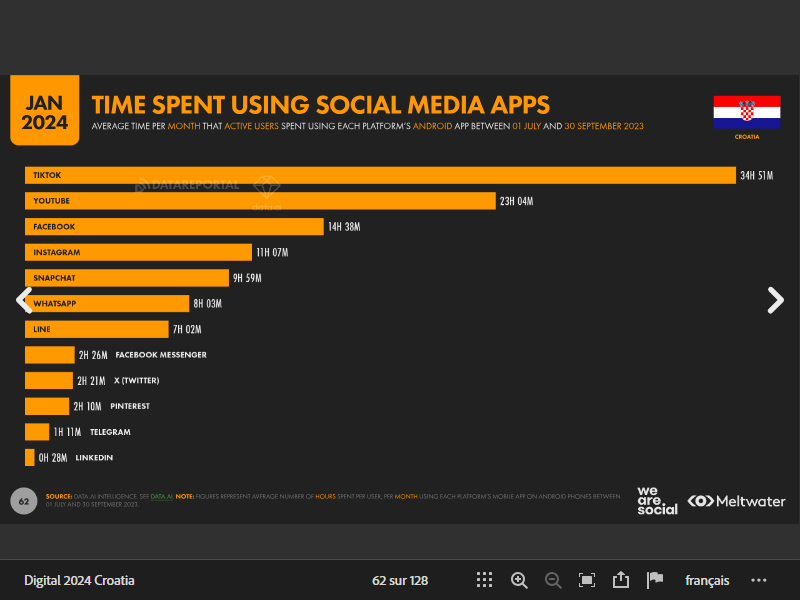 JAN
2024
TIME SPENT USING SOCIAL MEDIA APPS
AVERAGE TIME PER MONTH THAT ACTIVE USERS SPENT USING EACH PLATFORM'S ANDROID APP BETWEEN 01 JULY AND 30 SEPTEMBER 2023
CROATIA
TIKTOK 34H 51M
DATAREPORTAL
YOUTUBE 23H 04M
FACEBOOK 14H 38M
INSTAGRAM 11H 07M
SNAPCHAT 9H 59M
WHATSAPP 8H 03M
LINE 7H 02M
2H 26M FACEBOOK MESSENGER
2H 21M X (TWITTER)
2H 10M PINTEREST
1H 11M TELEGRAM
0H 28M LINKEDIN
62
SOURCE: DATA.AI INTELLIGENCE. SEE DATA.AI. NOTE: FIGURES REPRESENT AVERAGE NUMBER OF HOURS SPENT PER USER, PER MONTH USING EACH PLATFORM'S MOBILE APP ON ANDROID PHONES BETWEEN
01 JULY AND 30 SEPTEMBER 2023.
we
are
social
Meltwater
Digital 2024 Croatia
62 sur 128
français